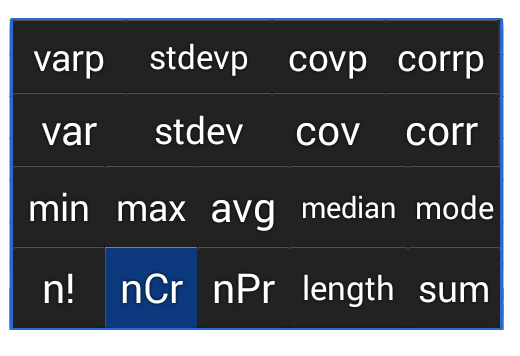 varp stdevp covp corrp
var stdev cov corr
min max avg median mode
n! nCr nPr length sum